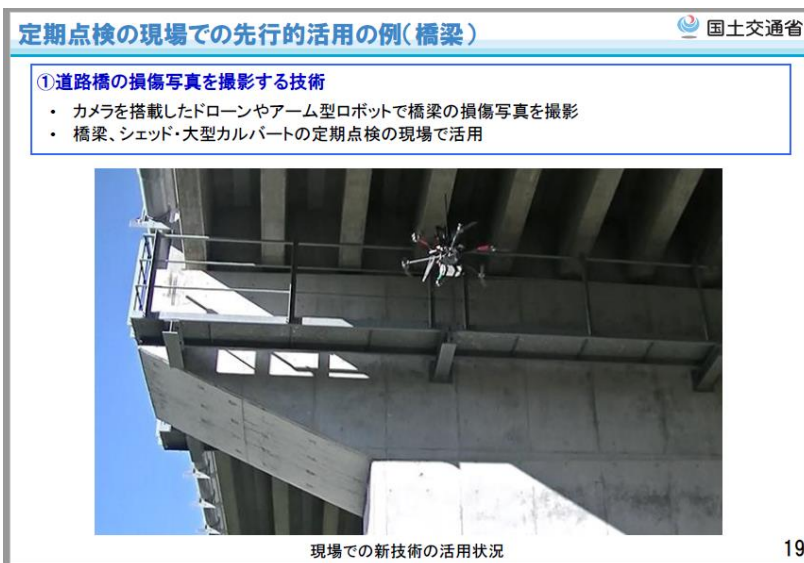 定期点検の現場での先行的活用の例(橋梁)
国土交通省
①道路橋の損傷写真を撮影する技術
・ カメラを搭載したドローンやアーム型ロボットで橋梁の損傷写真を撮影
・ 橋梁、シェッド・大型カルバートの定期点検の現場で活用
現場での新技術の活用状況
19